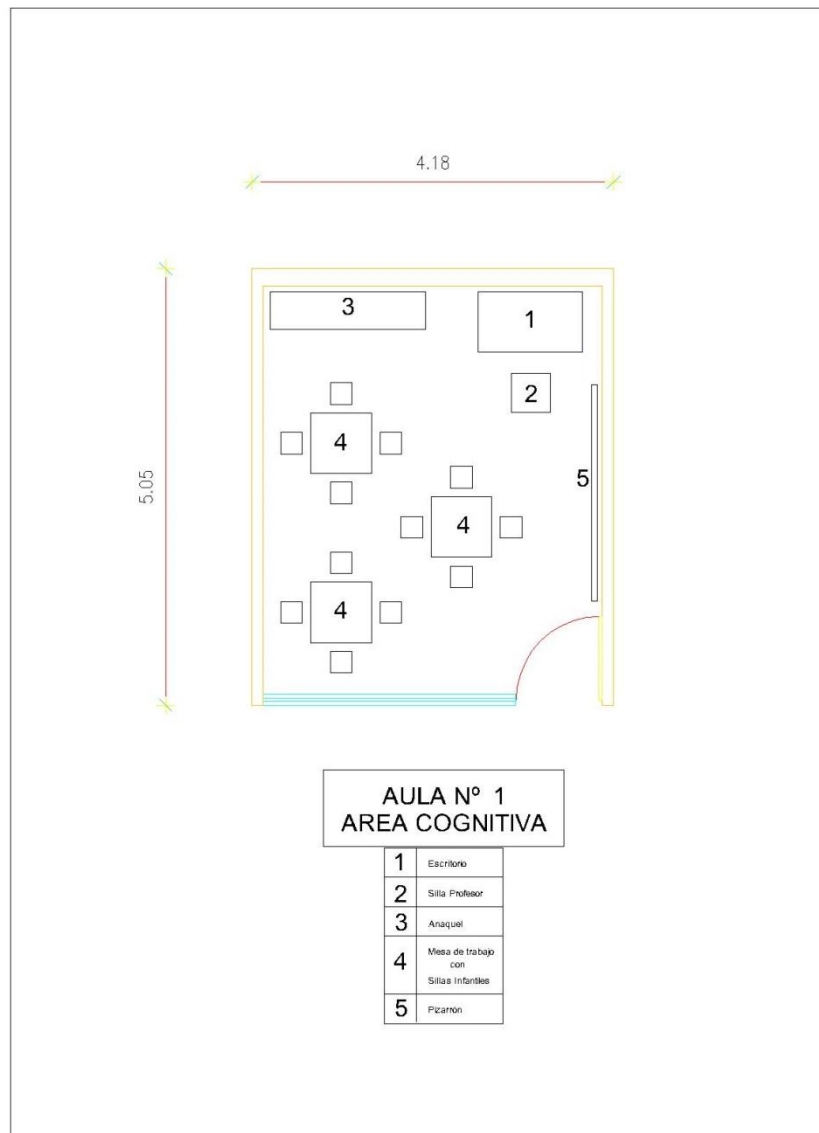 4.18
5.05
3
1
2
4
5
4
4
AULA Nº 1
AREA COGNITIVA
1 Escritorio
2 Silla Profesor
3 Anaquel
4 Mesa de trabajo
con
Sillas Infantiles
5 Pizarrón